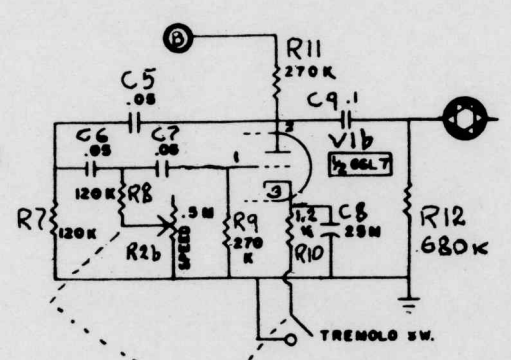 B
R11
270K
C5
.05
C9 .1
C6
.05
C7
.05
2
V1b
1
½ 6SL7
3
120K
R8
.5M
SPEED
R7
120K
R2b
R9
270
K
1.2
K
R10
C8
25M
R12
680K
TREMOLO SW.